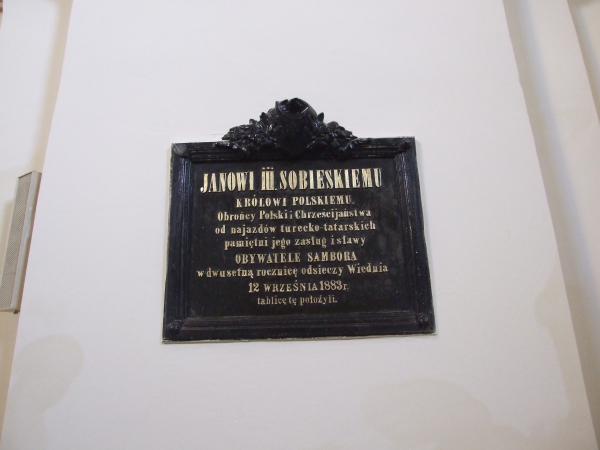 JANOWI III. SOBIESKIEMU
KRÓLOWI POLSKIEMU.
Obrońcy Polski i Chrześcijaństwa
od najazdów turecko-tatarskich
pamiętni jego zasług i sławy
OBYWATELE SAMBORA
w dwusetną rocznicę odsieczy Wiednia
12 WRZEŚNIA 1883 r.
tablicę tę położyli.